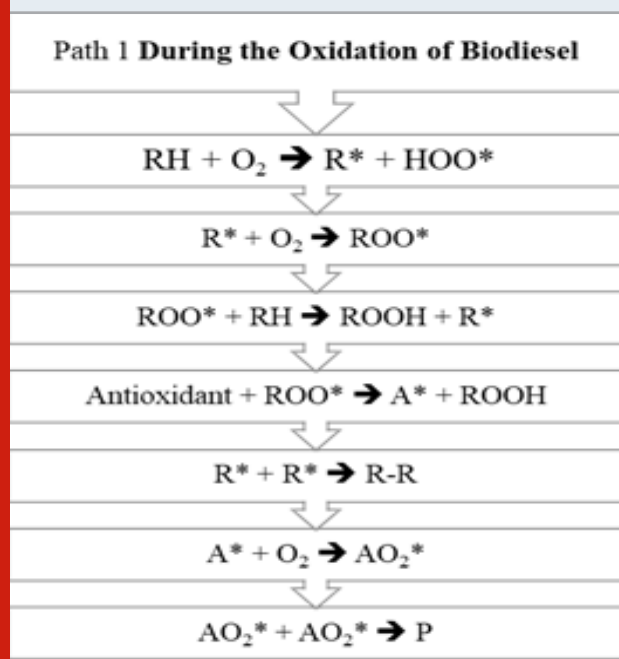 Path 1 During the Oxidation of Biodiesel
RH + O₂ ➔ R* + HOO*
R* + O₂ ➔ ROO*
ROO* + RH ➔ ROOH + R*
Antioxidant + ROO* ➔ A* + ROOH
R* + R* ➔ R-R
A* + O₂ ➔ AO₂*
AO₂* + AO₂* ➔ P